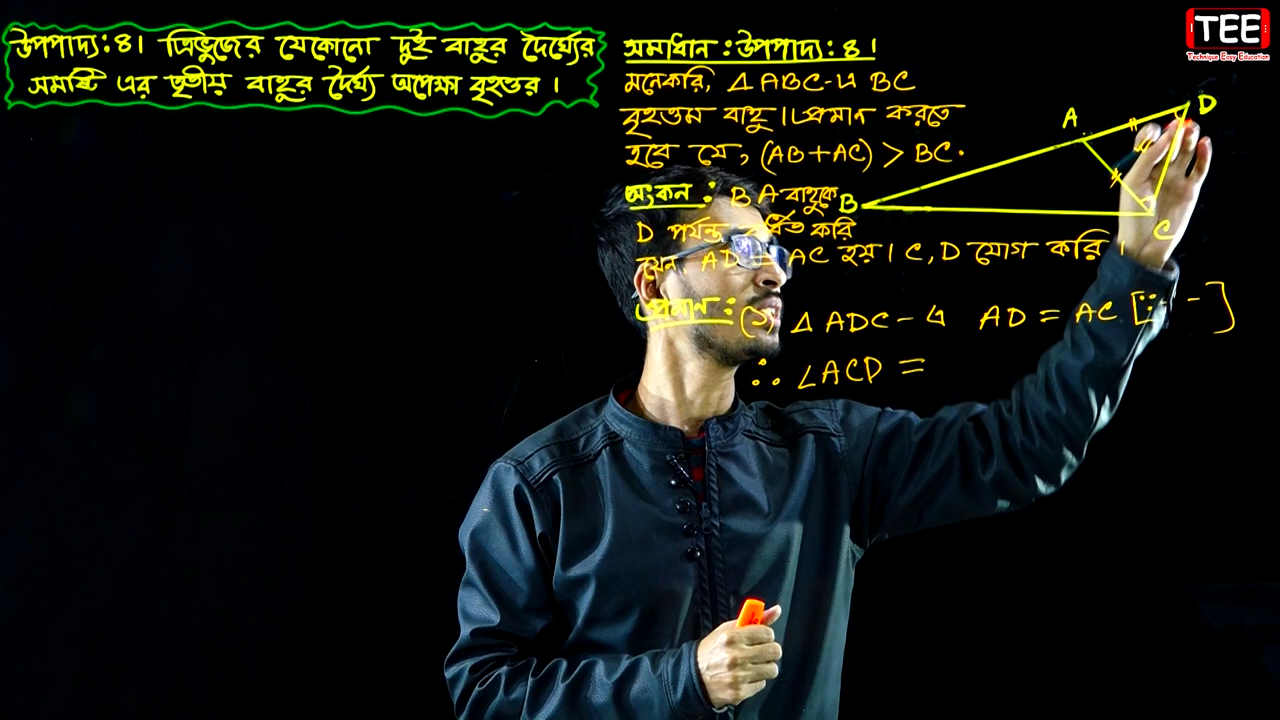 উপপাদ্য:৪। ত্রিভুজের যেকোনো দুই বাহুর দৈর্ঘ্যের
সমষ্টি এর তৃতীয় বাহুর দৈর্ঘ্য অপেক্ষা বৃহত্তর।
TEE
Technique Easy Education
সমাধান : উপপাদ্য : ৪।
মনেকরি, Δ ABC-এ BC
বৃহত্তম বাহু। প্রমান করতে
হবে যে, (AB+AC) > BC.
অংকন : BA বাহুকে
D পর্যন্ত বর্ধিত করি
যেন AD = AC হয়। C, D যোগ করি।
প্রমান : (১) Δ ADC-এ AD = AC [∵ - ]
∴ ∠ACD =
A
D
B
C